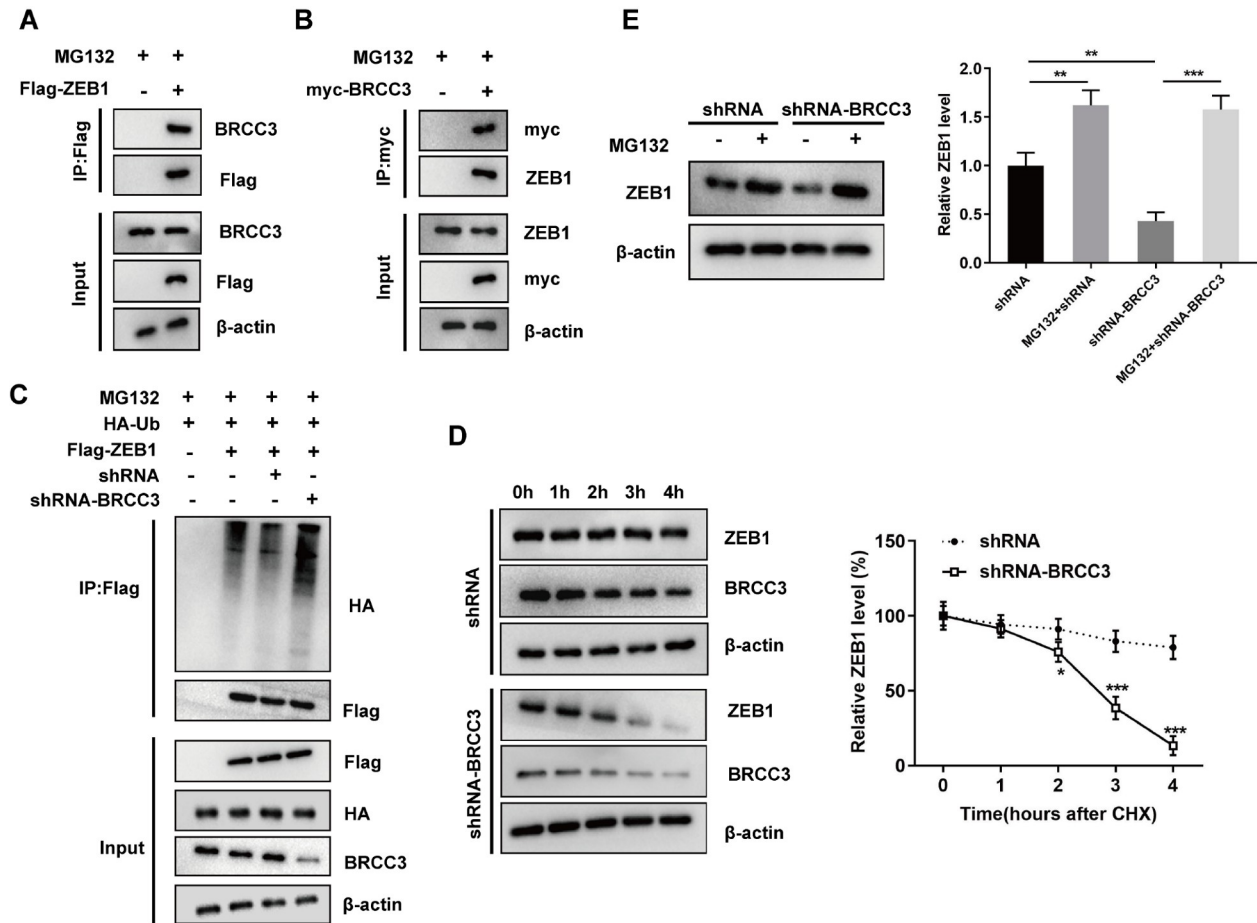 A
MG132 + +
Flag-ZEB1 - +
IP:Flag
BRCC3
Flag
Input
BRCC3
Flag
β-actin
B
MG132 + +
myc-BRCC3 - +
IP:myc
myc
ZEB1
Input
ZEB1
myc
β-actin
E
shRNA shRNA-BRCC3
MG132 - + - +
ZEB1
β-actin
Relative ZEB1 level
2.0
1.5
1.0
0.5
0.0
**
** ***
shRNA
MG132+shRNA
shRNA-BRCC3
MG132+shRNA-BRCC3
C
MG132 + + + +
HA-Ub + + + +
Flag-ZEB1 - + + +
shRNA - - + -
shRNA-BRCC3 - - - +
IP:Flag
HA
Flag
Input
Flag
HA
BRCC3
β-actin
D
0h 1h 2h 3h 4h
shRNA
ZEB1
BRCC3
β-actin
shRNA-BRCC3
ZEB1
BRCC3
β-actin
Relative ZEB1 level (%)
150
100
50
0
shRNA
shRNA-BRCC3
*
***
***
0 1 2 3 4
Time(hours after CHX)